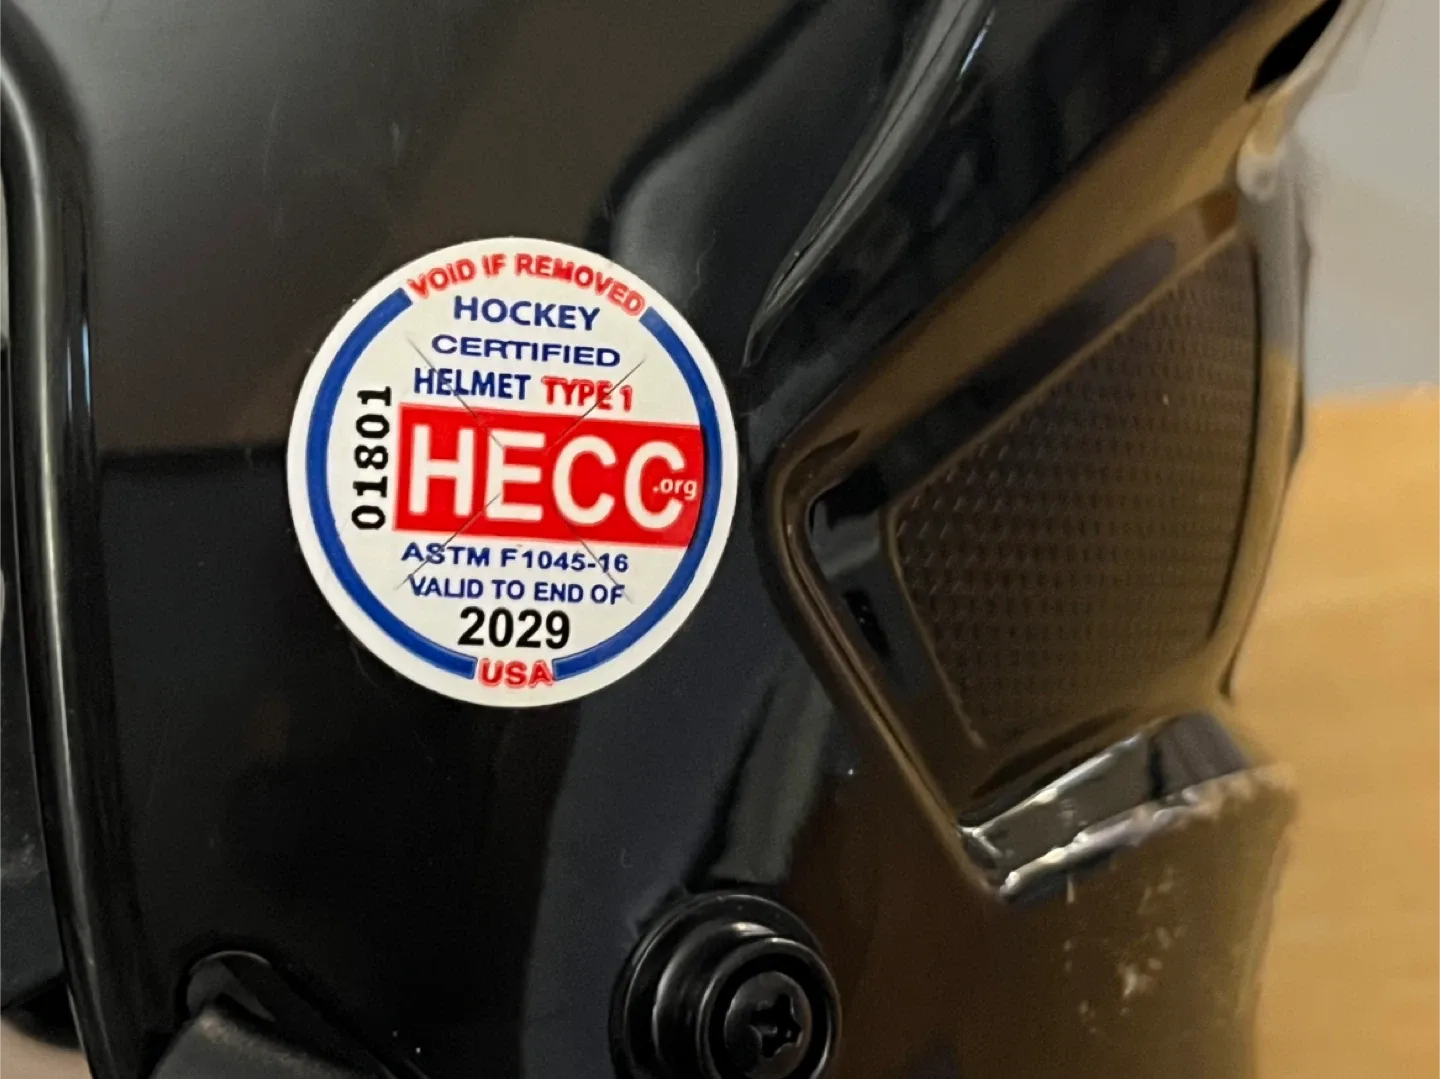 VOID IF REMOVED
HOCKEY
CERTIFIED
HELMET TYPE 1
01801
HECC.org
ASTM F1045-16
VALID TO END OF
2029
USA